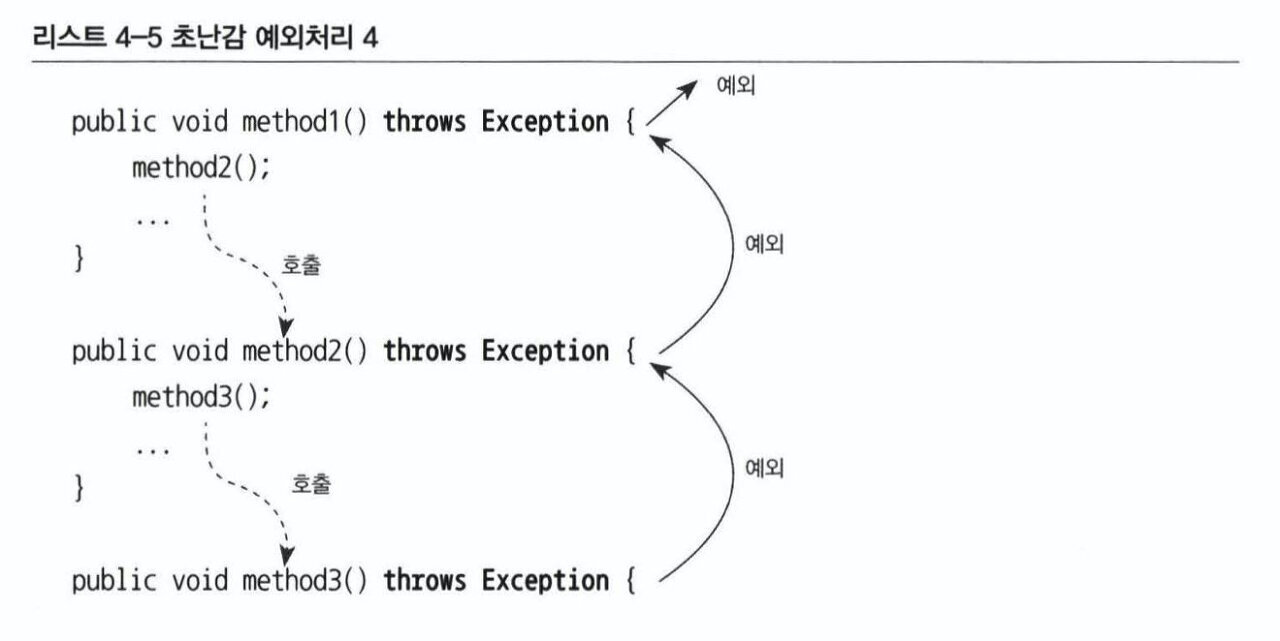 리스트 4-5 초난감 예외처리 4
예외
public void method1() throws Exception {
method2();
...
예외
}
호출
public void method2() throws Exception {
method3();
...
예외
}
호출
public void method3() throws Exception {